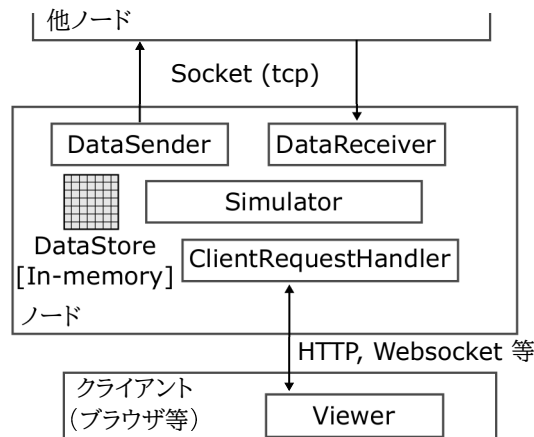 他ノード
Socket (tcp)
DataSender
DataReceiver
Simulator
DataStore
[In-memory]
ClientRequestHandler
ノード
HTTP, Websocket 等
クライアント
（ブラウザ等）
Viewer